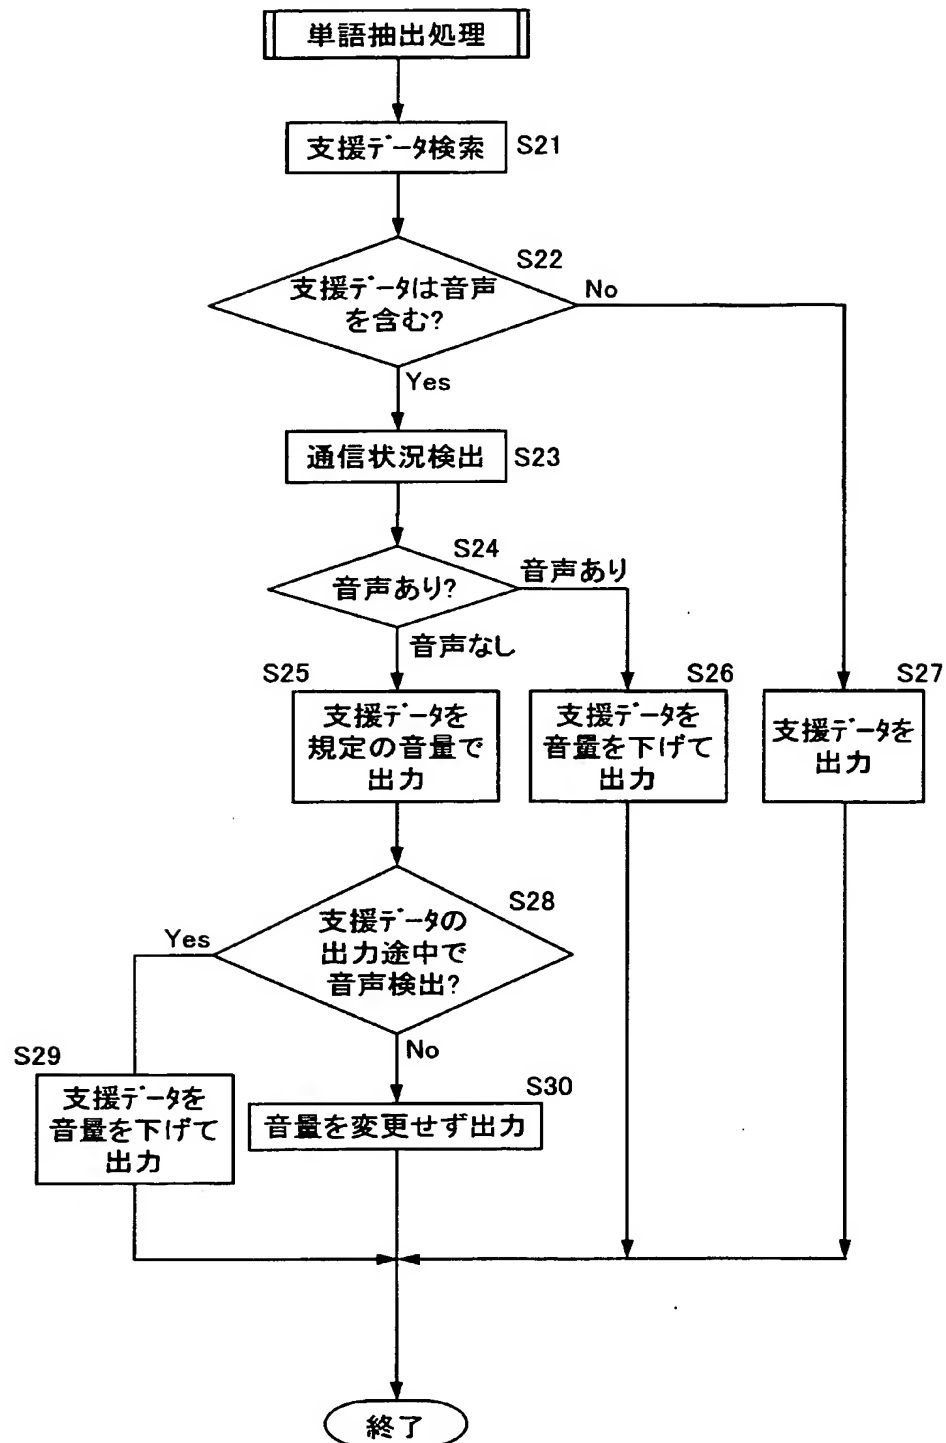 単語抽出処理
支援データ検索
S21
S22
支援データは音声
を含む?
No
Yes
通信状況検出
S23
S24
音声あり?
音声あり
音声なし
S25
支援データを
規定の音量で
出力
S26
支援データを
音量を下げて
出力
S27
支援データを
出力
S28
支援データの
出力途中で
音声検出?
Yes
No
S29
支援データを
音量を下げて
出力
S30
音量を変更せず出力
終了